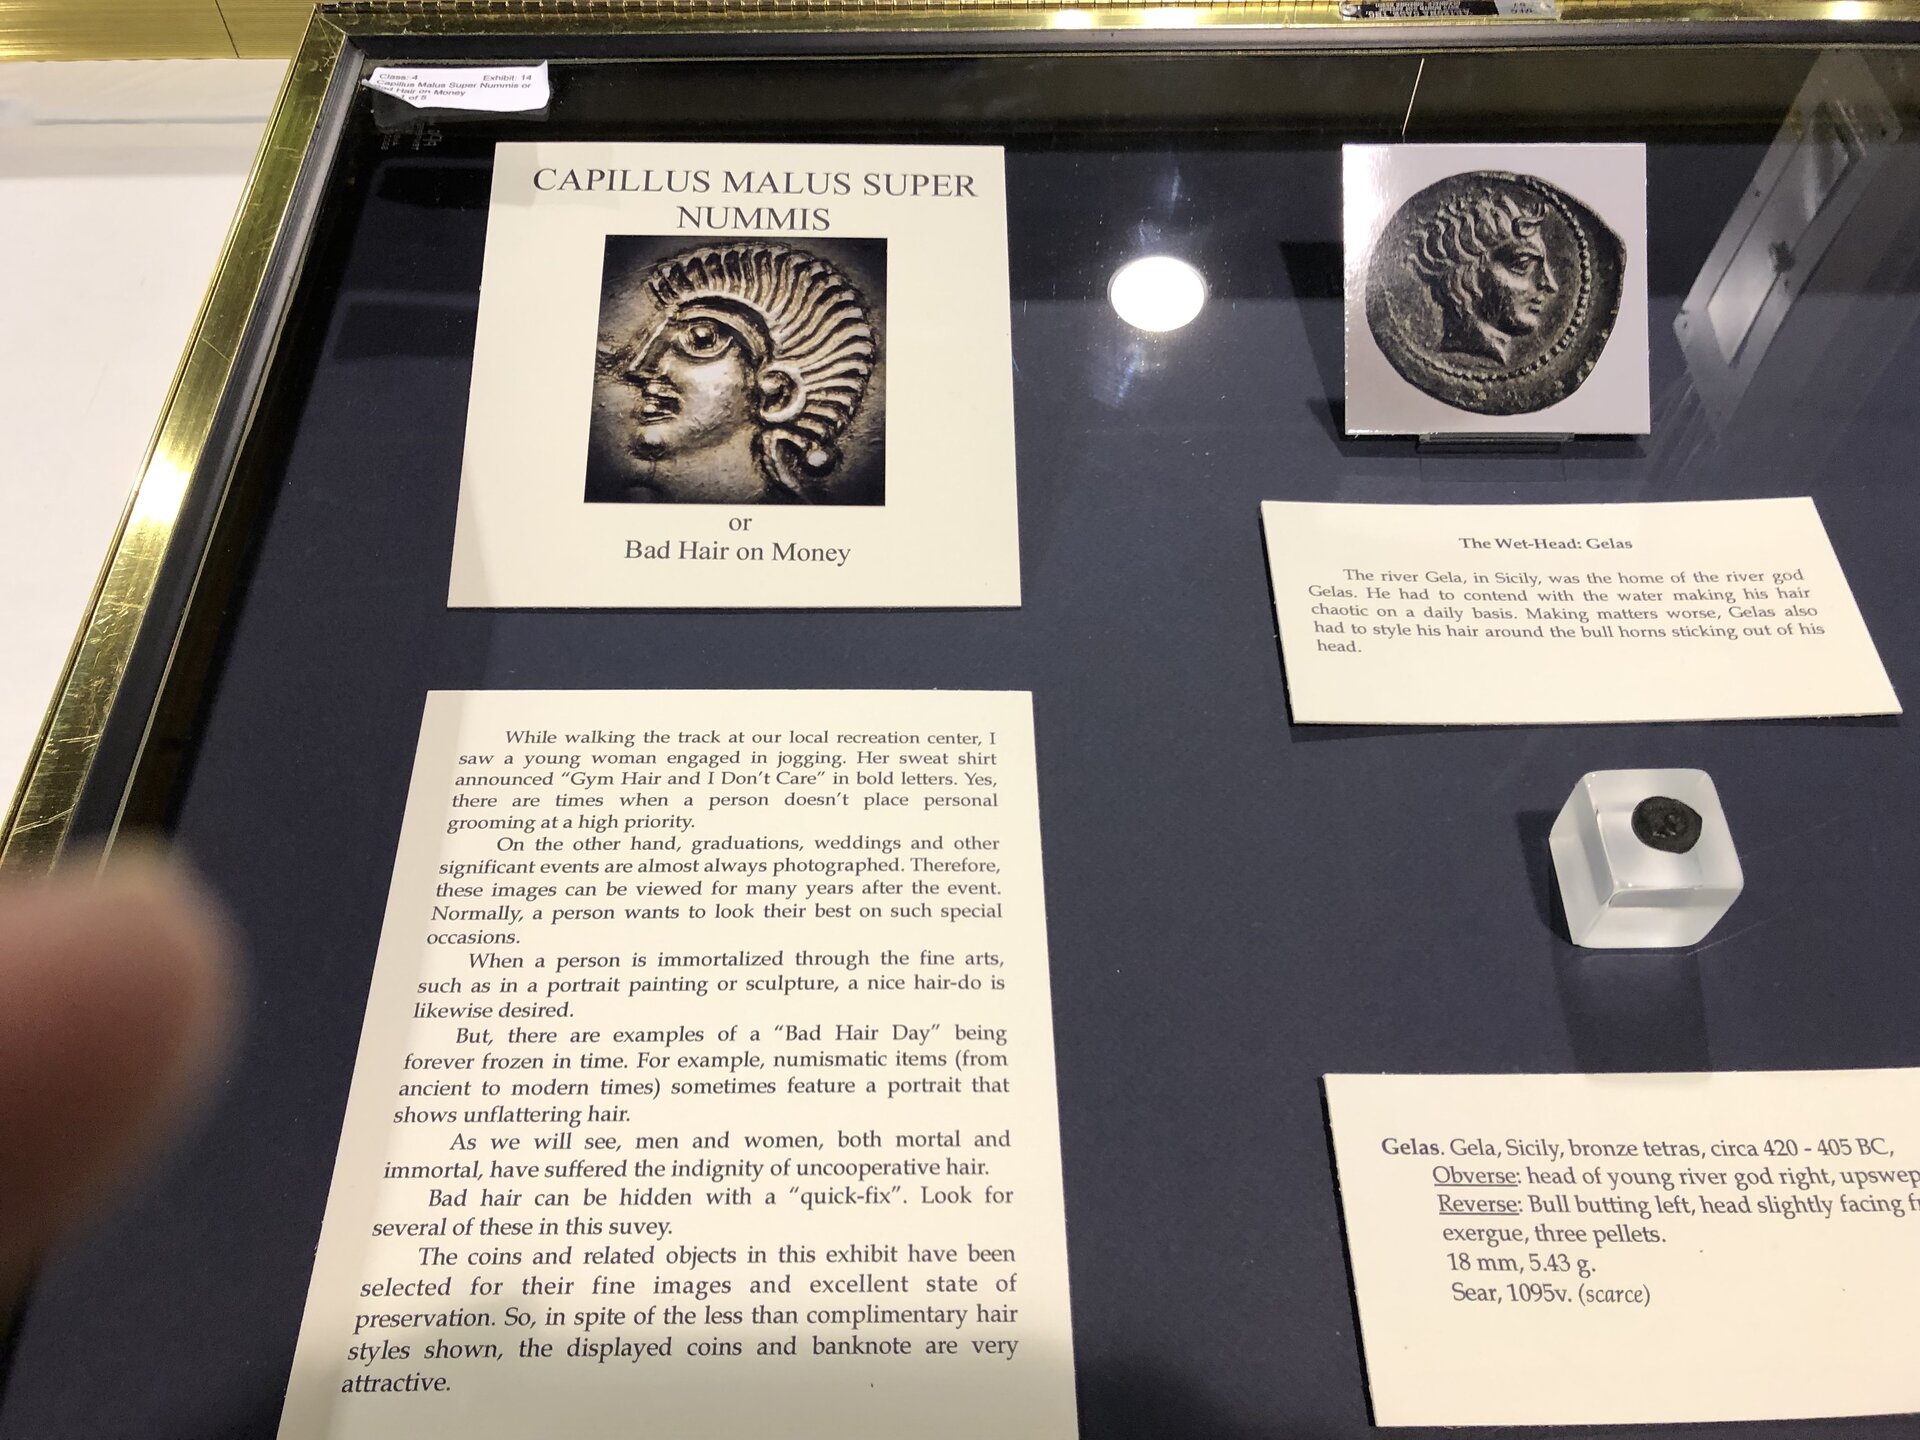 Class: 4 Exhibit: 14
Capillus Malus Super Nummis or
Hair on Money
of 5
CAPILLUS MALUS SUPER
NUMMIS
or
Bad Hair on Money
The Wet-Head: Gelas
The river Gela, in Sicily, was the home of the river god
Gelas. He had to contend with the water making his hair
chaotic on a daily basis. Making matters worse, Gelas also
had to style his hair around the bull horns sticking out of his
head.
While walking the track at our local recreation center, I
saw a young woman engaged in jogging. Her sweat shirt
announced “Gym Hair and I Don’t Care” in bold letters. Yes,
there are times when a person doesn’t place personal
grooming at a high priority.
On the other hand, graduations, weddings and other
significant events are almost always photographed. Therefore,
these images can be viewed for many years after the event.
Normally, a person wants to look their best on such special
occasions.
When a person is immortalized through the fine arts,
such as in a portrait painting or sculpture, a nice hair-do is
likewise desired.
But, there are examples of a “Bad Hair Day” being
forever frozen in time. For example, numismatic items (from
ancient to modern times) sometimes feature a portrait that
shows unflattering hair.
As we will see, men and women, both mortal and
immortal, have suffered the indignity of uncooperative hair.
Bad hair can be hidden with a “quick-fix”. Look for
several of these in this suvey.
The coins and related objects in this exhibit have been
selected for their fine images and excellent state of
preservation. So, in spite of the less than complimentary hair
styles shown, the displayed coins and banknote are very
attractive.
Gelas. Gela, Sicily, bronze tetras, circa 420 - 405 BC,
Obverse: head of young river god right, upswep
Reverse: Bull butting left, head slightly facing
exergue, three pellets.
18 mm, 5.43 g.
Sear, 1095v. (scarce)